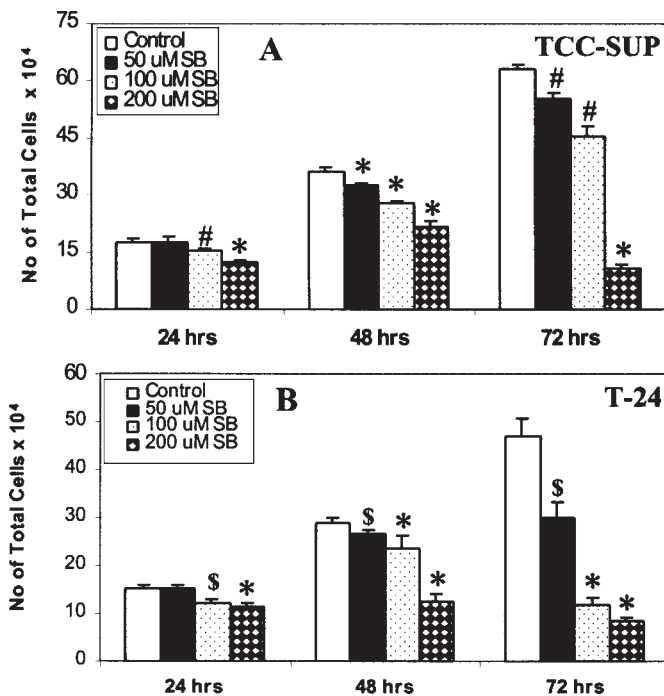 A
TCC-SUP
Control
50 uM SB
100 uM SB
200 uM SB
No of Total Cells x 10⁴
75
60
45
30
15
0
#
*
*
*
*
#
#
*
24 hrs
48 hrs
72 hrs
B
T-24
Control
50 uM SB
100 uM SB
200 uM SB
No of Total Cells x 10⁴
60
50
40
30
20
10
0
$
*
$
*
*
$
*
*
24 hrs
48 hrs
72 hrs